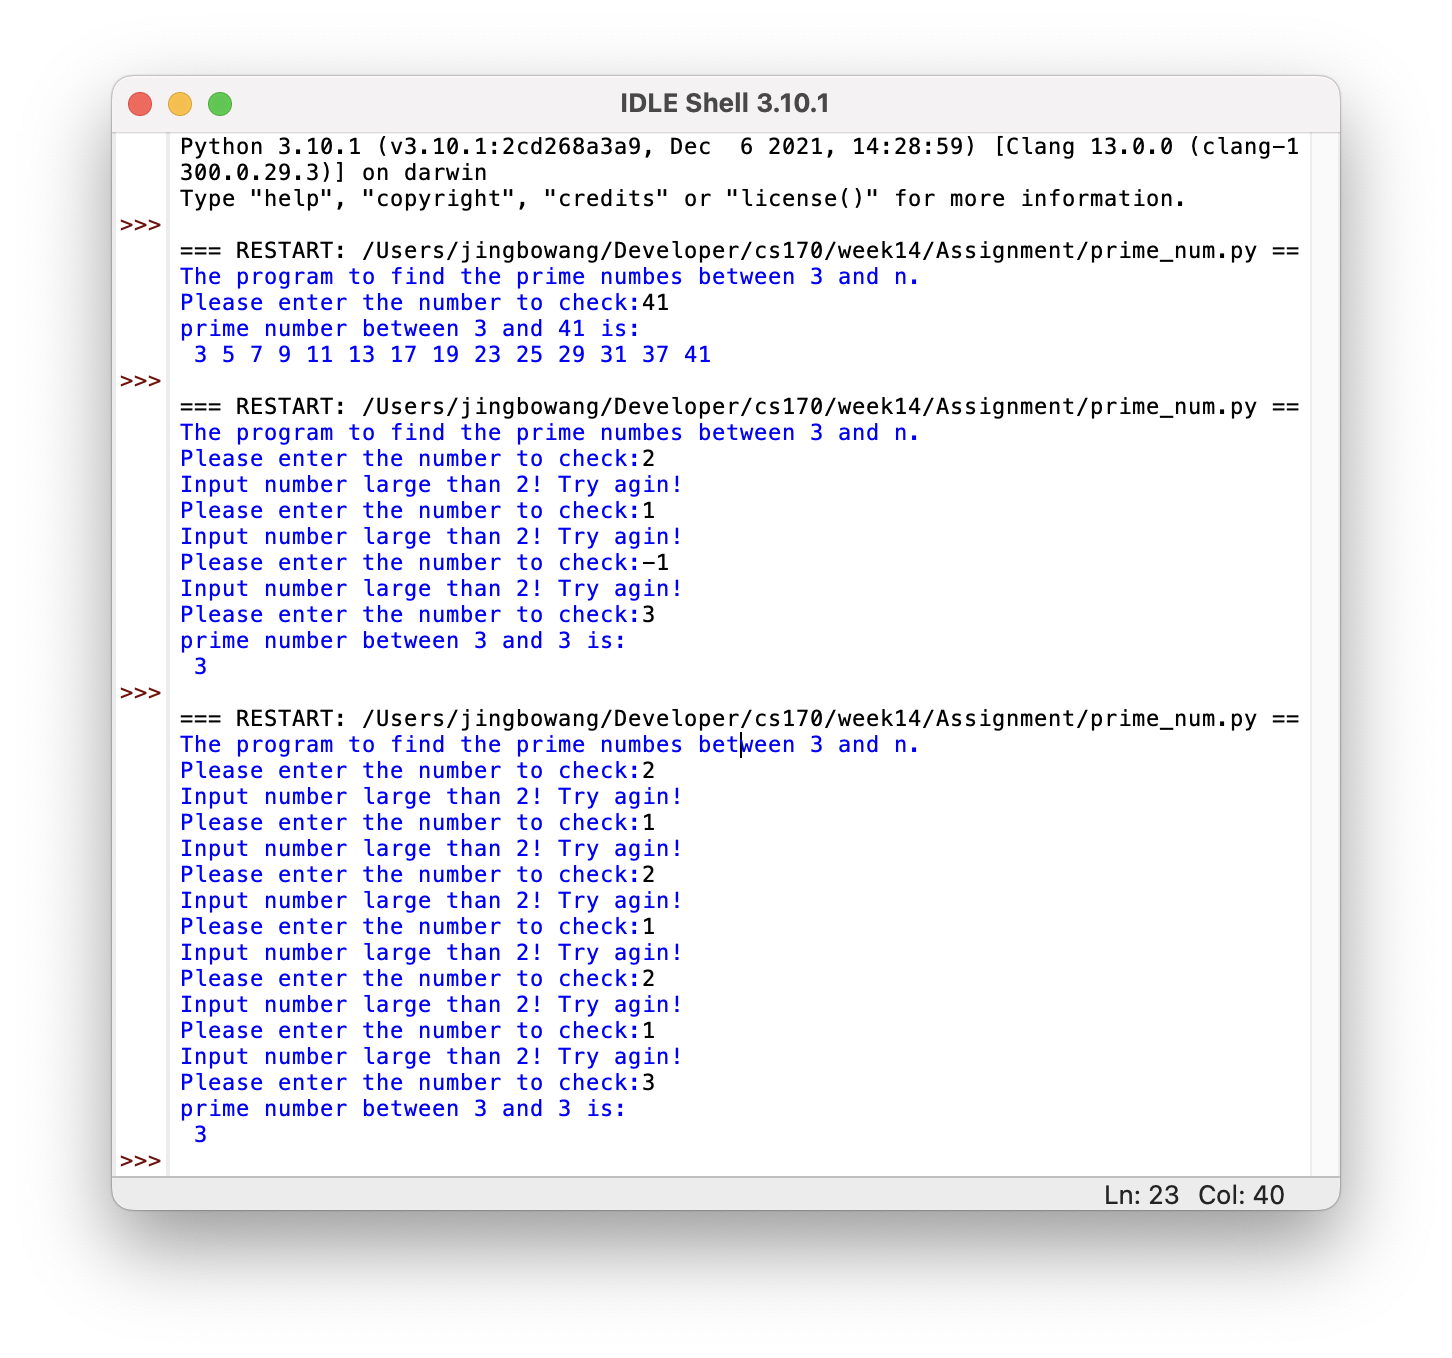 IDLE Shell 3.10.1
Python 3.10.1 (v3.10.1:2cd268a3a9, Dec  6 2021, 14:28:59) [Clang 13.0.0 (clang-1
300.0.29.3)] on darwin
Type "help", "copyright", "credits" or "license()" for more information.
>>>
=== RESTART: /Users/jingbowang/Developer/cs170/week14/Assignment/prime_num.py ==
The program to find the prime numbes between 3 and n.
Please enter the number to check:41
prime number between 3 and 41 is:
 3 5 7 9 11 13 17 19 23 25 29 31 37 41
>>>
=== RESTART: /Users/jingbowang/Developer/cs170/week14/Assignment/prime_num.py ==
The program to find the prime numbes between 3 and n.
Please enter the number to check:2
Input number large than 2! Try agin!
Please enter the number to check:1
Input number large than 2! Try agin!
Please enter the number to check:-1
Input number large than 2! Try agin!
Please enter the number to check:3
prime number between 3 and 3 is:
 3
>>>
=== RESTART: /Users/jingbowang/Developer/cs170/week14/Assignment/prime_num.py ==
The program to find the prime numbes between 3 and n.
Please enter the number to check:2
Input number large than 2! Try agin!
Please enter the number to check:1
Input number large than 2! Try agin!
Please enter the number to check:2
Input number large than 2! Try agin!
Please enter the number to check:1
Input number large than 2! Try agin!
Please enter the number to check:2
Input number large than 2! Try agin!
Please enter the number to check:1
Input number large than 2! Try agin!
Please enter the number to check:3
prime number between 3 and 3 is:
 3
>>>
Ln: 23 Col: 40